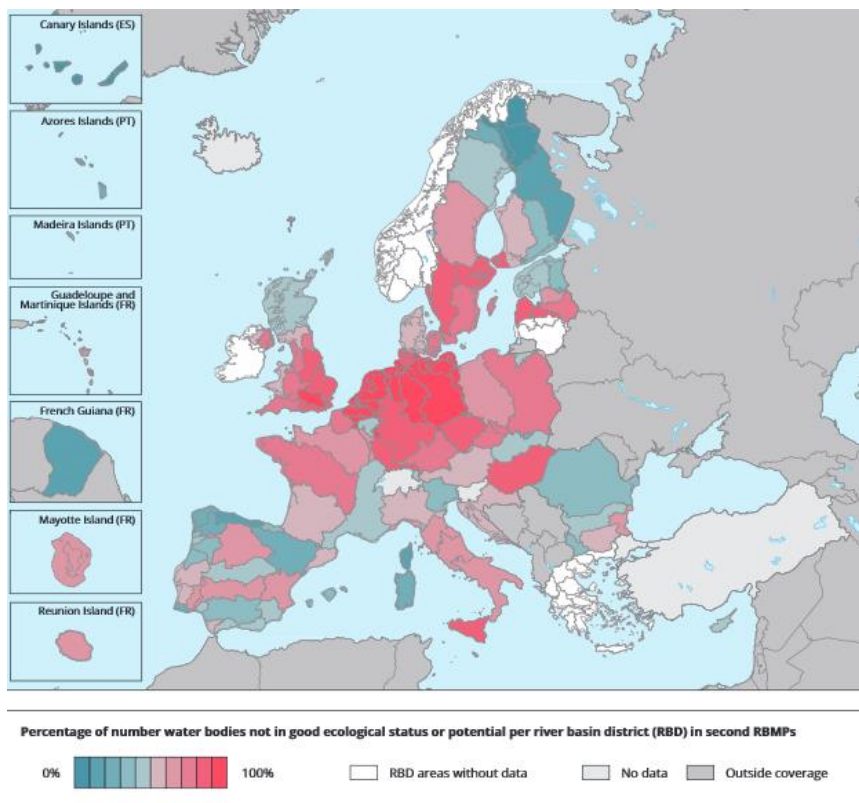 Canary Islands (ES)
Azores Islands (PT)
Madeira Islands (PT)
Guadeloupe and
Martinique Islands (FR)
French Guiana (FR)
Mayotte Island (FR)
Reunion Island (FR)
Percentage of number water bodies not in good ecological status or potential per river basin district (RBD) in second RBMPs
0%
100%
RBD areas without data
No data
Outside coverage